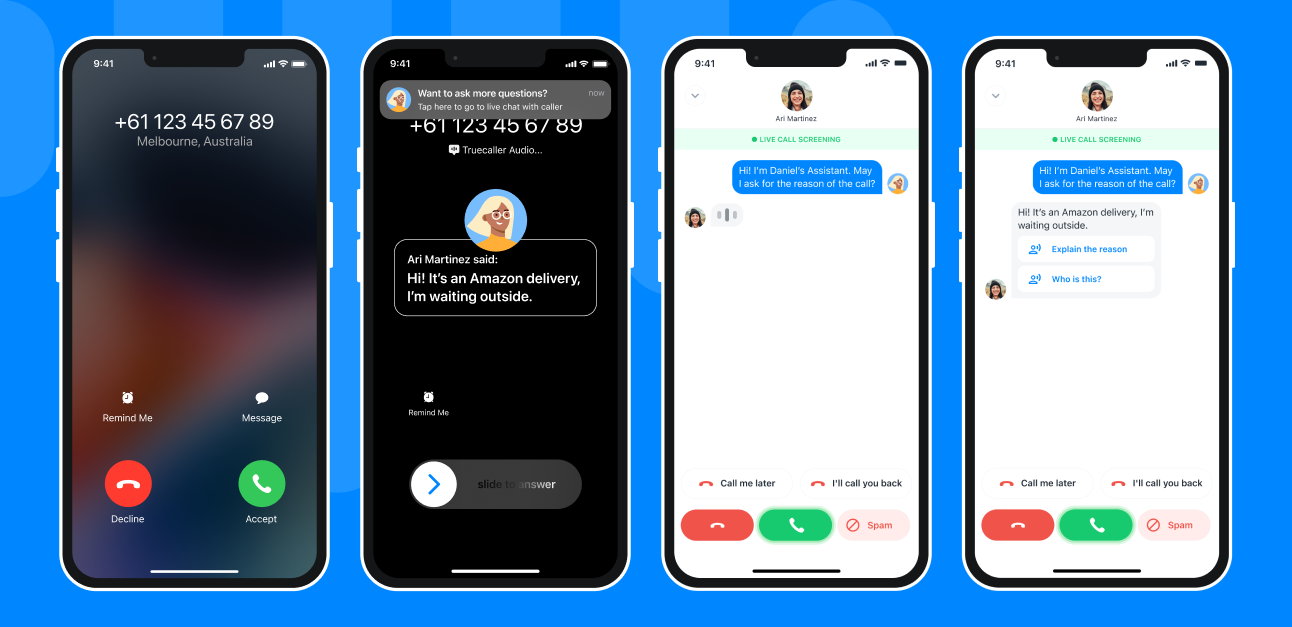 9:41
+61 123 45 67 89
Melbourne, Australia
Remind Me
Message
Decline
Accept
9:41
Want to ask more questions?
now
Tap here to go to live chat with caller
+61 123 45 67 89
Truecaller Audio...
Ari Martinez said:
Hi! It's an Amazon delivery,
I'm waiting outside.
Remind Me
slide to answer
9:41
Ari Martinez
LIVE CALL SCREENING
Hi! I'm Daniel's Assistant. May
I ask for the reason of the call?
Call me later
I'll call you back
Spam
9:41
Ari Martinez
LIVE CALL SCREENING
Hi! I'm Daniel's Assistant. May
I ask for the reason of the call?
Hi! It's an Amazon delivery, I'm
waiting outside.
Explain the reason
Who is this?
Call me later
I'll call you back
Spam